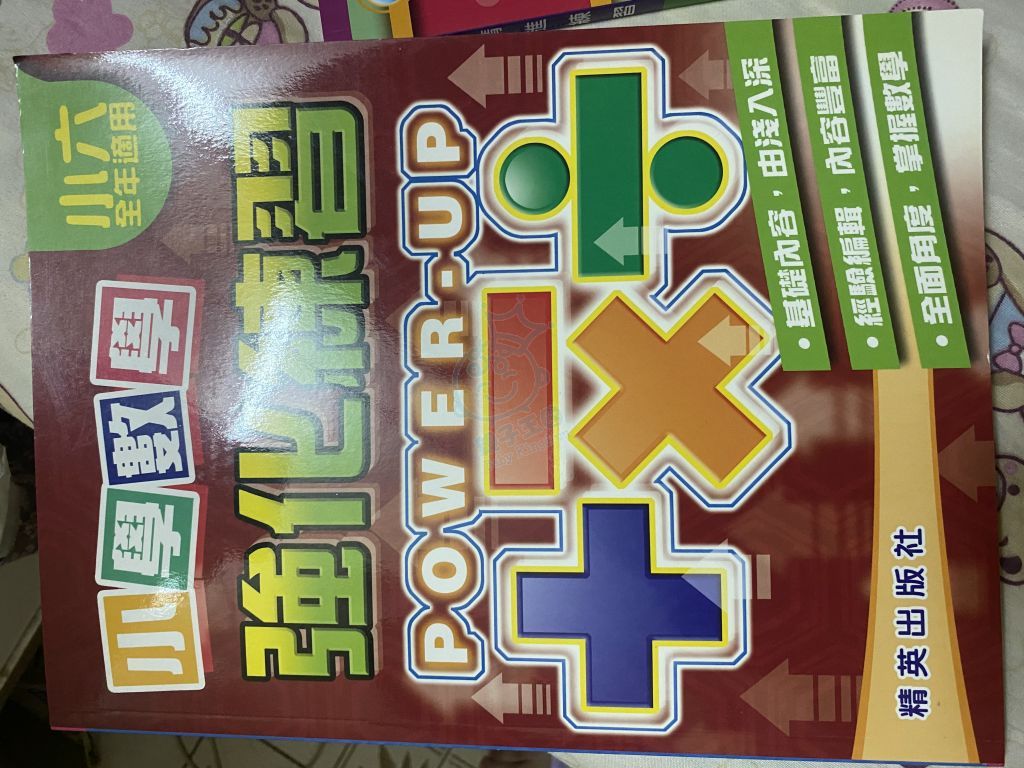 小六
全年適用
小學數學
強化練習
POWER-UP
• 基礎內容，由淺入深
• 經驗編輯，內容豐富
• 全面角度，掌握數學
精英出版社